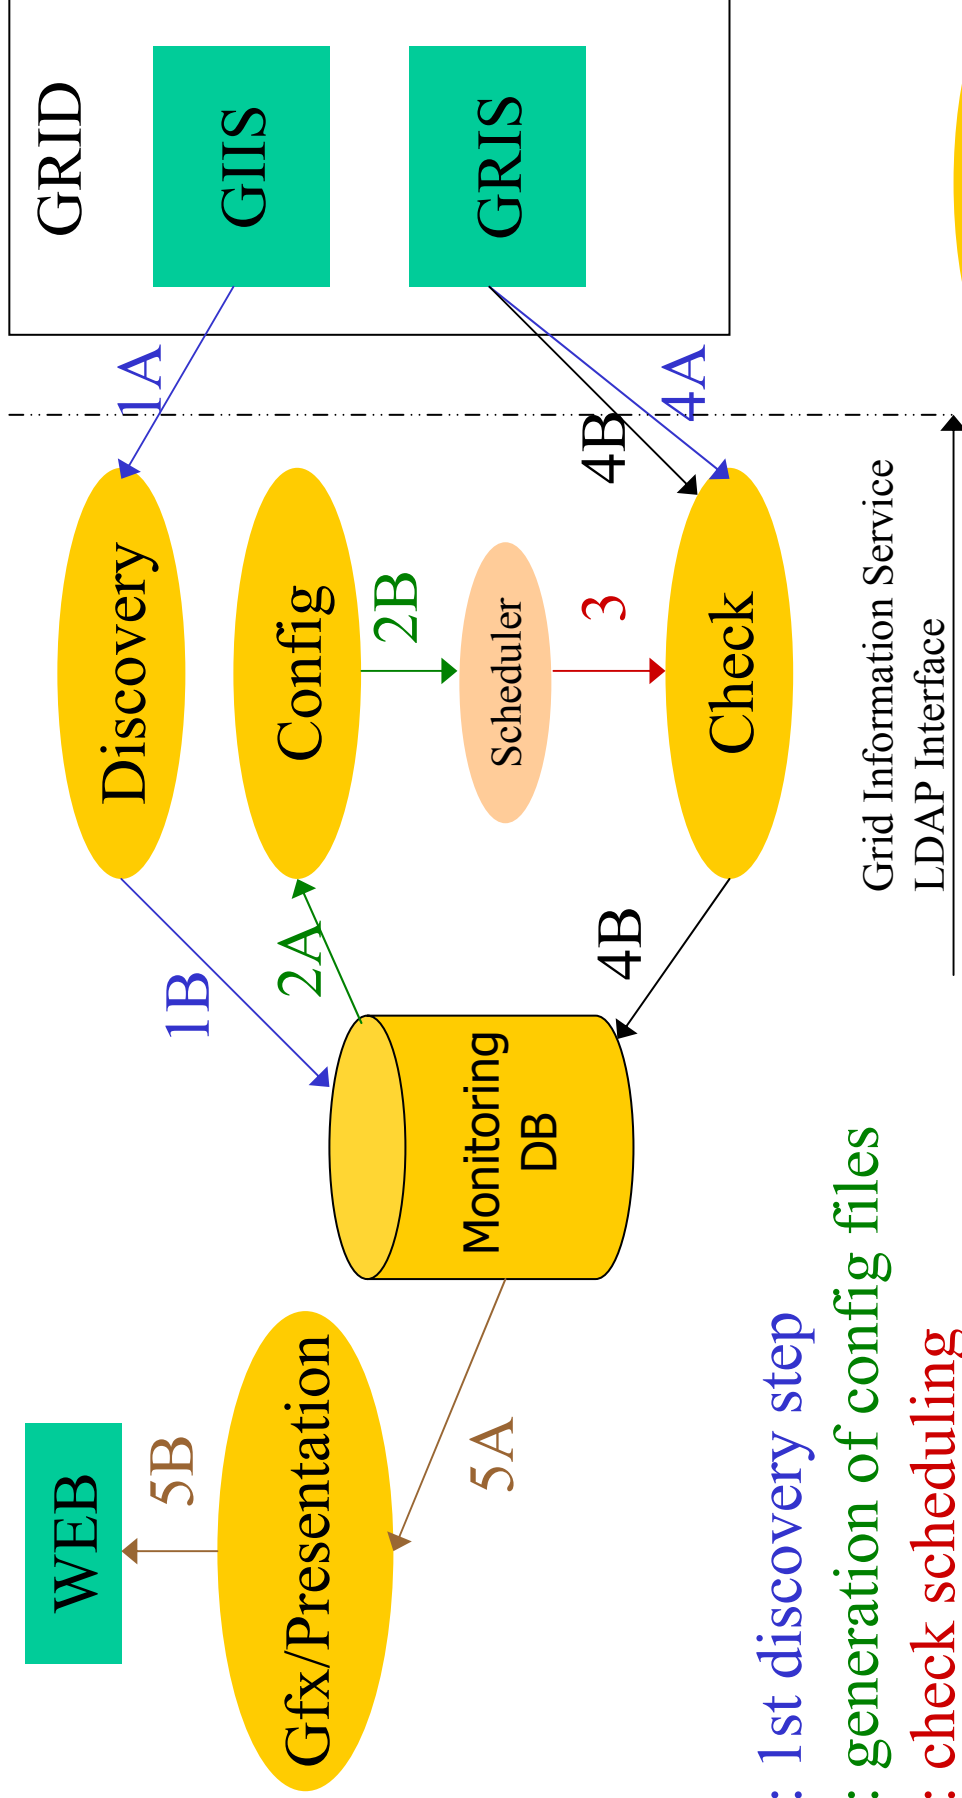 WEB
5B
Gfx/Presentation
5A
Monitoring
DB
1B
2A
4B
Discovery
Config
2B
Scheduler
3
Check
1A
4B
4A
GRID
GIIS
GRIS
Grid Information Service
LDAP Interface
: 1st discovery step
: generation of config files
: check scheduling